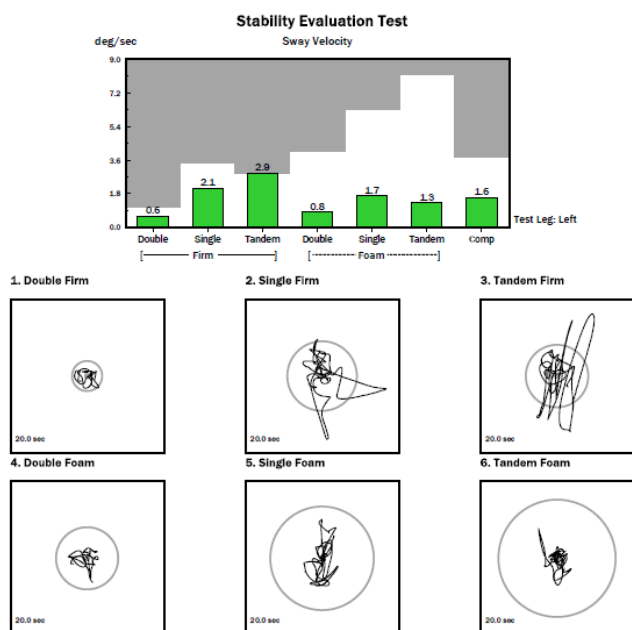 Stability Evaluation Test
deg/sec Sway Velocity
9.0
7.2
5.4
3.6
1.8
0.0
0.6 2.1 2.9 0.8 1.7 1.3 1.6
Test Leg: Left
Double Single Tandem Double Single Tandem Comp
[ Firm ] [ Foam ]
1. Double Firm 2. Single Firm 3. Tandem Firm
20.0 sec 20.0 sec 20.0 sec
4. Double Foam 5. Single Foam 6. Tandem Foam
20.0 sec 20.0 sec 20.0 sec